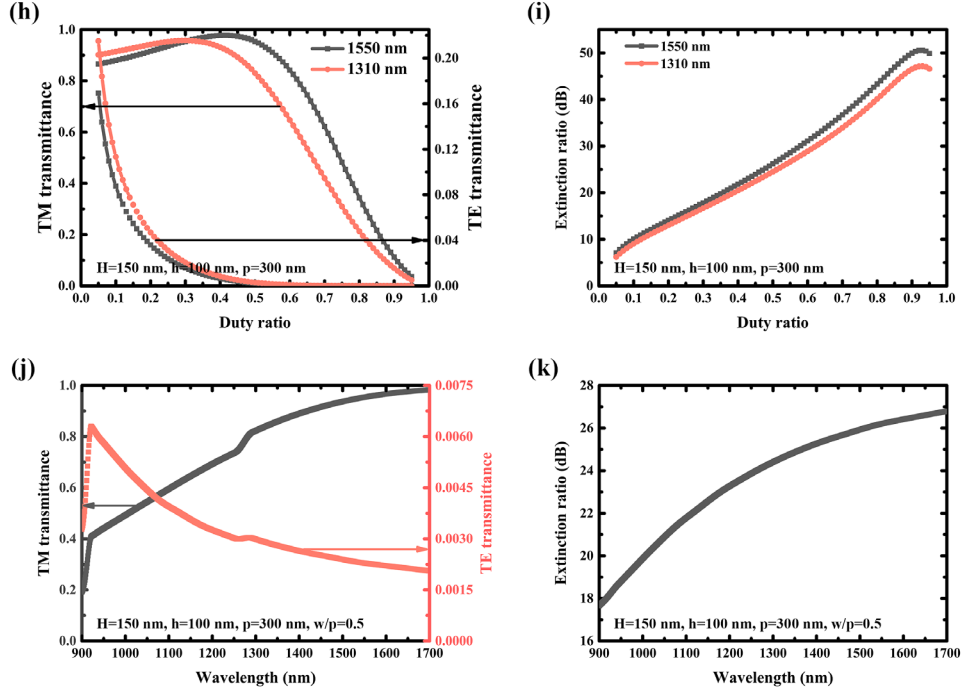 (h)
1.0
0.8
0.6
0.4
0.2
0.0
TM transmittance
1550 nm
1310 nm
0.20
0.16
0.12
0.08
0.04
0.00
TE transmittance
H=150 nm, h=100 nm, p=300 nm
0.0 0.1 0.2 0.3 0.4 0.5 0.6 0.7 0.8 0.9 1.0
Duty ratio
(i)
50
40
30
20
10
0
Extinction ratio (dB)
1550 nm
1310 nm
H=150 nm, h=100 nm, p=300 nm
0.0 0.1 0.2 0.3 0.4 0.5 0.6 0.7 0.8 0.9 1.0
Duty ratio
(j)
1.0
0.8
0.6
0.4
0.2
0.0
TM transmittance
0.0075
0.0060
0.0045
0.0030
0.0015
0.0000
TE transmittance
H=150 nm, h=100 nm, p=300 nm, w/p=0.5
900 1000 1100 1200 1300 1400 1500 1600 1700
Wavelength (nm)
(k)
28
26
24
22
20
18
16
Extinction ratio (dB)
H=150 nm, h=100 nm, p=300 nm, w/p=0.5
900 1000 1100 1200 1300 1400 1500 1600 1700
Wavelength (nm)